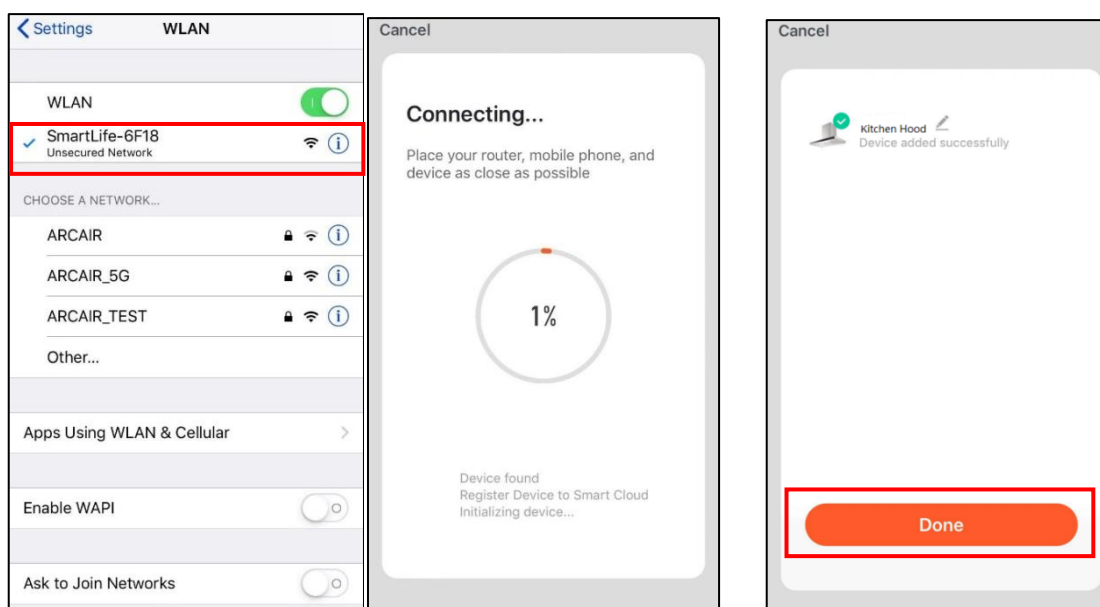 Settings WLAN
WLAN
SmartLife-6F18
Unsecured Network
CHOOSE A NETWORK...
ARCAIR
ARCAIR_5G
ARCAIR_TEST
Other...
Apps Using WLAN & Cellular
Enable WAPI
Ask to Join Networks
Cancel
Connecting...
Place your router, mobile phone, and
device as close as possible
1%
Device found
Register Device to Smart Cloud
Initializing device...
Cancel
Kitchen Hood
Device added successfully
Done